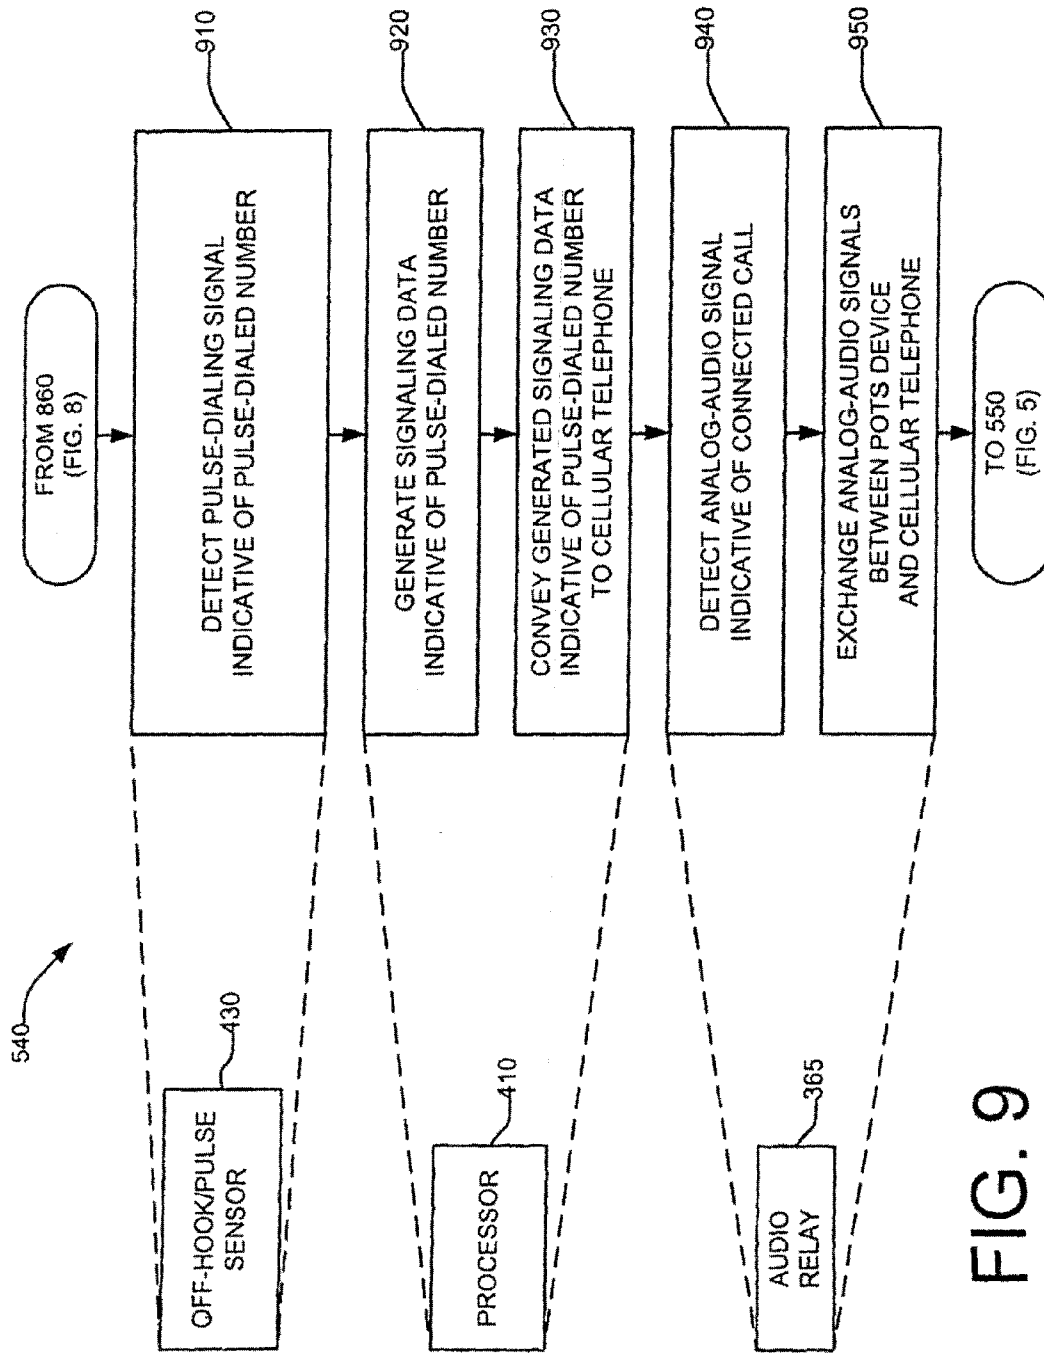 540
FROM 860
(FIG. 8)
DETECT PULSE-DIALING SIGNAL
INDICATIVE OF PULSE-DIALED NUMBER
910
OFF-HOOK/PULSE
SENSOR
430
GENERATE SIGNALING DATA
INDICATIVE OF PULSE-DIALED NUMBER
920
CONVEY GENERATED SIGNALING DATA
INDICATIVE OF PULSE-DIALED NUMBER
TO CELLULAR TELEPHONE
930
PROCESSOR
410
DETECT ANALOG-AUDIO SIGNAL
INDICATIVE OF CONNECTED CALL
940
EXCHANGE ANALOG-AUDIO SIGNALS
BETWEEN POTS DEVICE
AND CELLULAR TELEPHONE
950
AUDIO
RELAY
365
TO 550
(FIG. 5)
FIG. 9